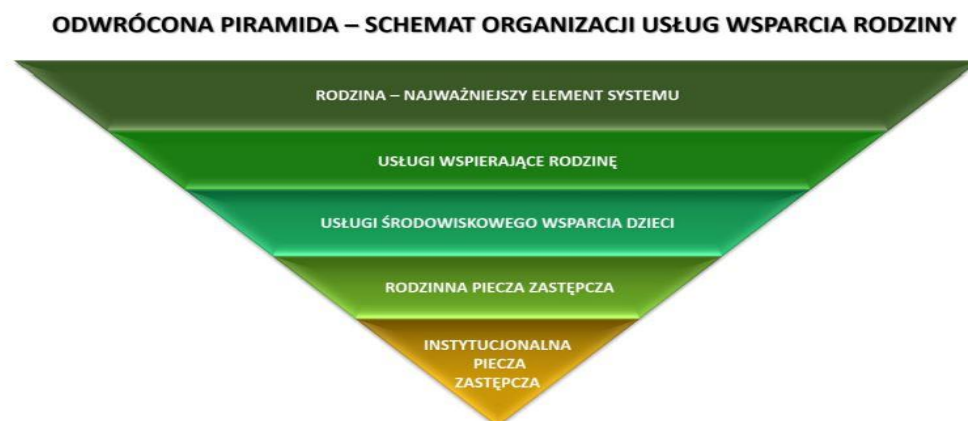 ODWRÓCONA PIRAMIDA – SCHEMAT ORGANIZACJI USŁUG WSPARCIA RODZINY
RODZINA – NAJWAŻNIEJSZY ELEMENT SYSTEMU
USŁUGI WSPIERAJĄCE RODZINĘ
USŁUGI ŚRODOWISKOWEGO WSPARCIA DZIECI
RODZINNA PIECZA ZASTĘPCZA
INSTYTUCJONALNA
PIECZA
ZASTĘPCZA